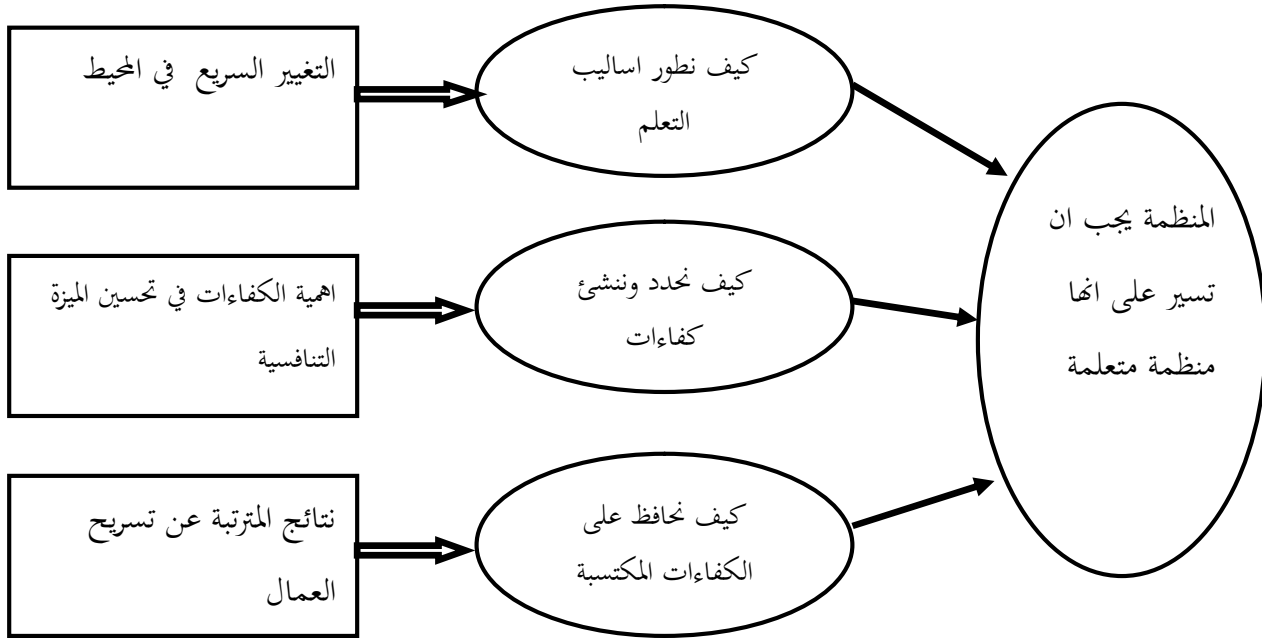 التغيير السريع في المحيط
كيف نطور اساليب
التعلم
اهمية الكفاءات في تحسين الميزة
التنافسية
كيف نحدد وننشئ
كفاءات
نتائج المترتبة عن تسريح
العمال
كيف نحافظ على
الكفاءات المكتسبة
المنظمة يجب ان
تسير على انها
منظمة متعلمة